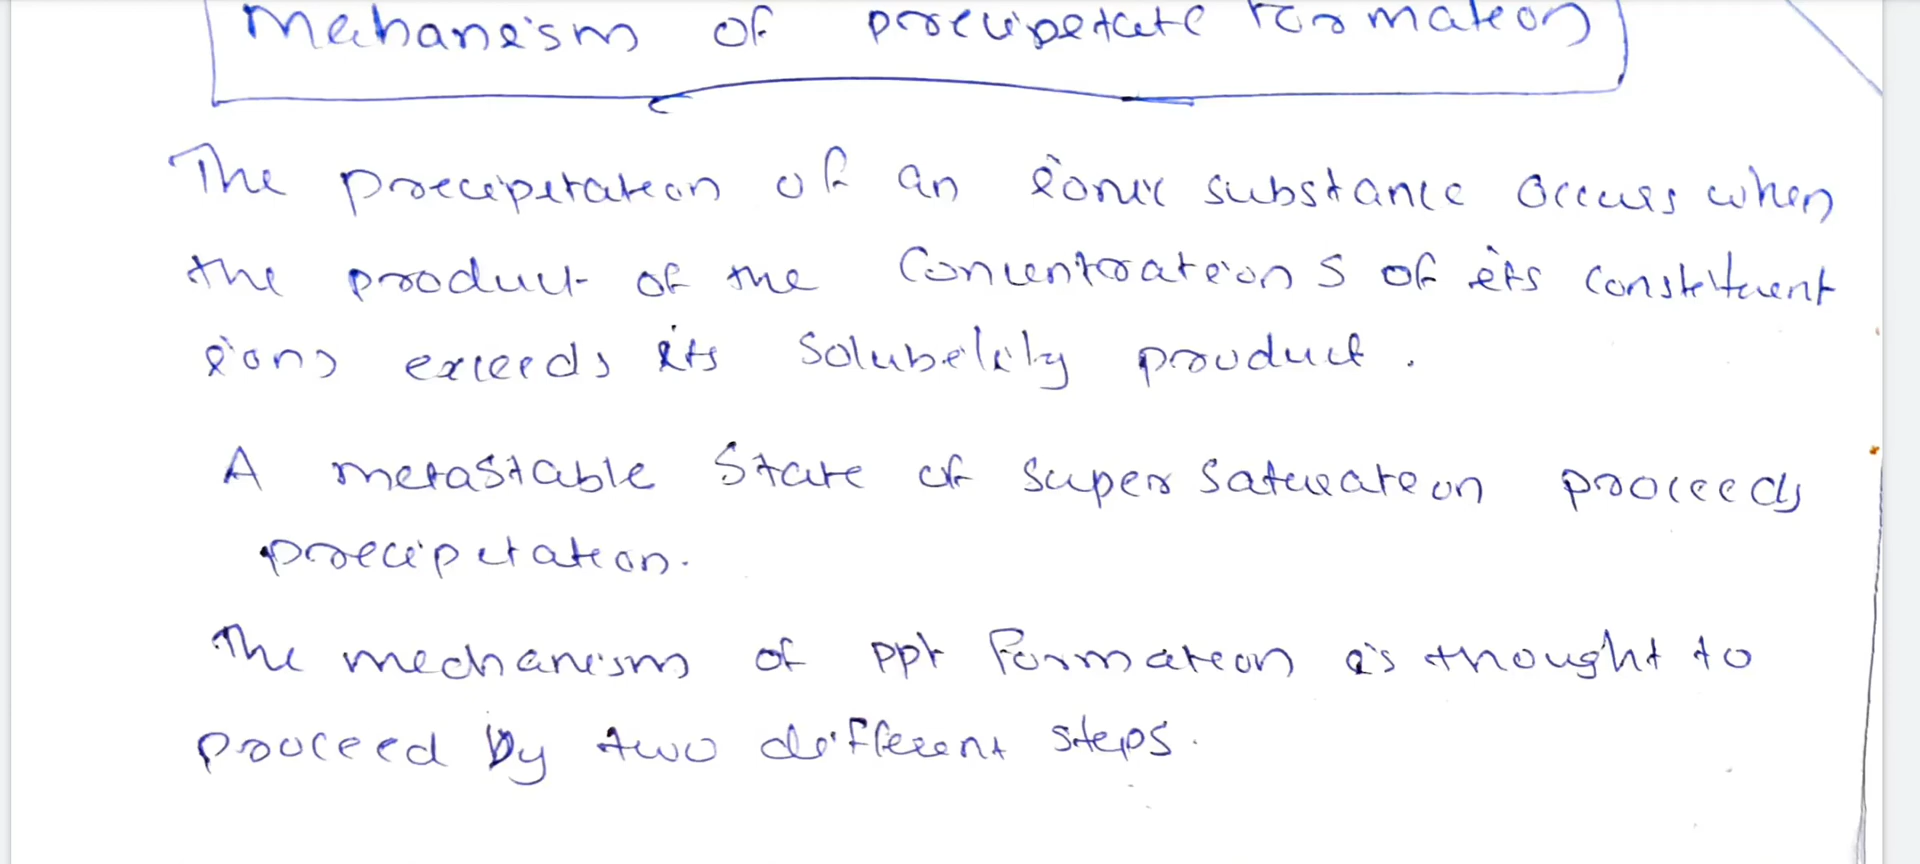 Mechanism of precipitate formation
The precipitation of an ionic substance occurs when
the product of the concentrations of its constituent
ions exceeds its solubility product.
A metastable state of super saturation proceeds
precipitation.
The mechanism of ppt formation is thought to
proceed by two different steps.